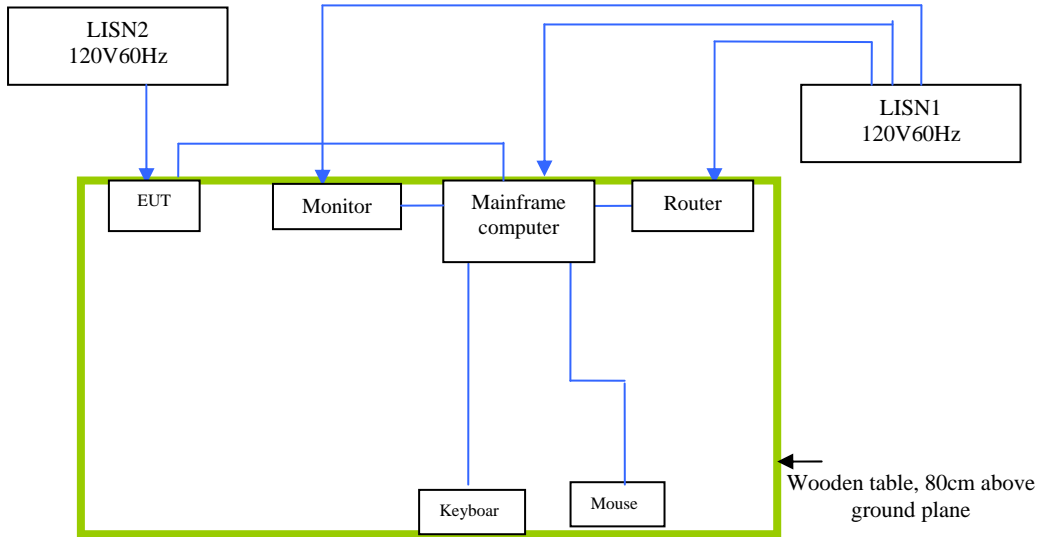 LISN2
120V60Hz
LISN1
120V60Hz
EUT
Monitor
Mainframe
computer
Router
Wooden table, 80cm above
ground plane
Keyboar
Mouse